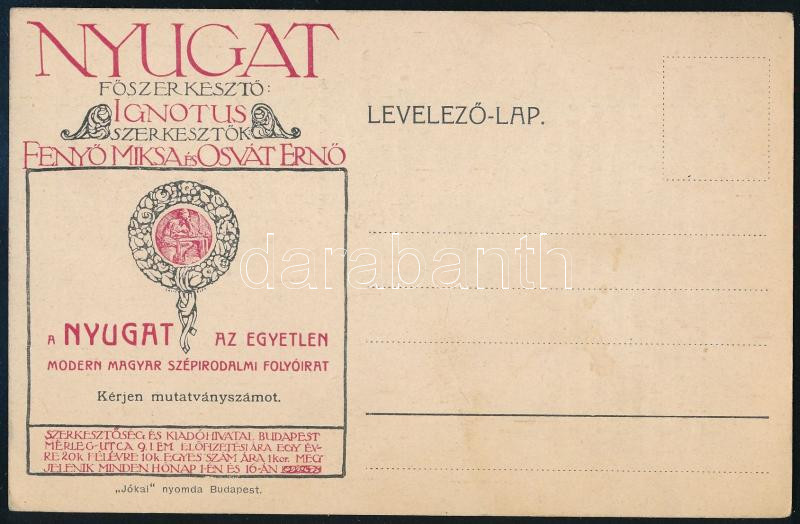 NYUGAT
FŐSZERKESZTŐ:
IGNOTUS
SZERKESZTŐK
FENYŐ MIKSA ÉS OSVÁT ERNŐ
LEVELEZŐ-LAP.
darabanth
A NYUGAT AZ EGYETLEN
MODERN MAGYAR SZÉPIRODALMI FOLYÓIRAT
Kérjen mutatványszámot.
SZERKESZTŐSÉG ÉS KIADÓHIVATAL BUDAPEST
MÉRLEG-UTCA 9. I EM. ELŐFIZETÉSI ÁRA EGY ÉV-
RE 20K. FÉLÉVRE 10K. EGYES SZÁM ÁRA 1 KOR. MEG
JELENIK MINDEN HÓNAP 1-ÉN ÉS 16-ÁN
„Jókai" nyomda Budapest.